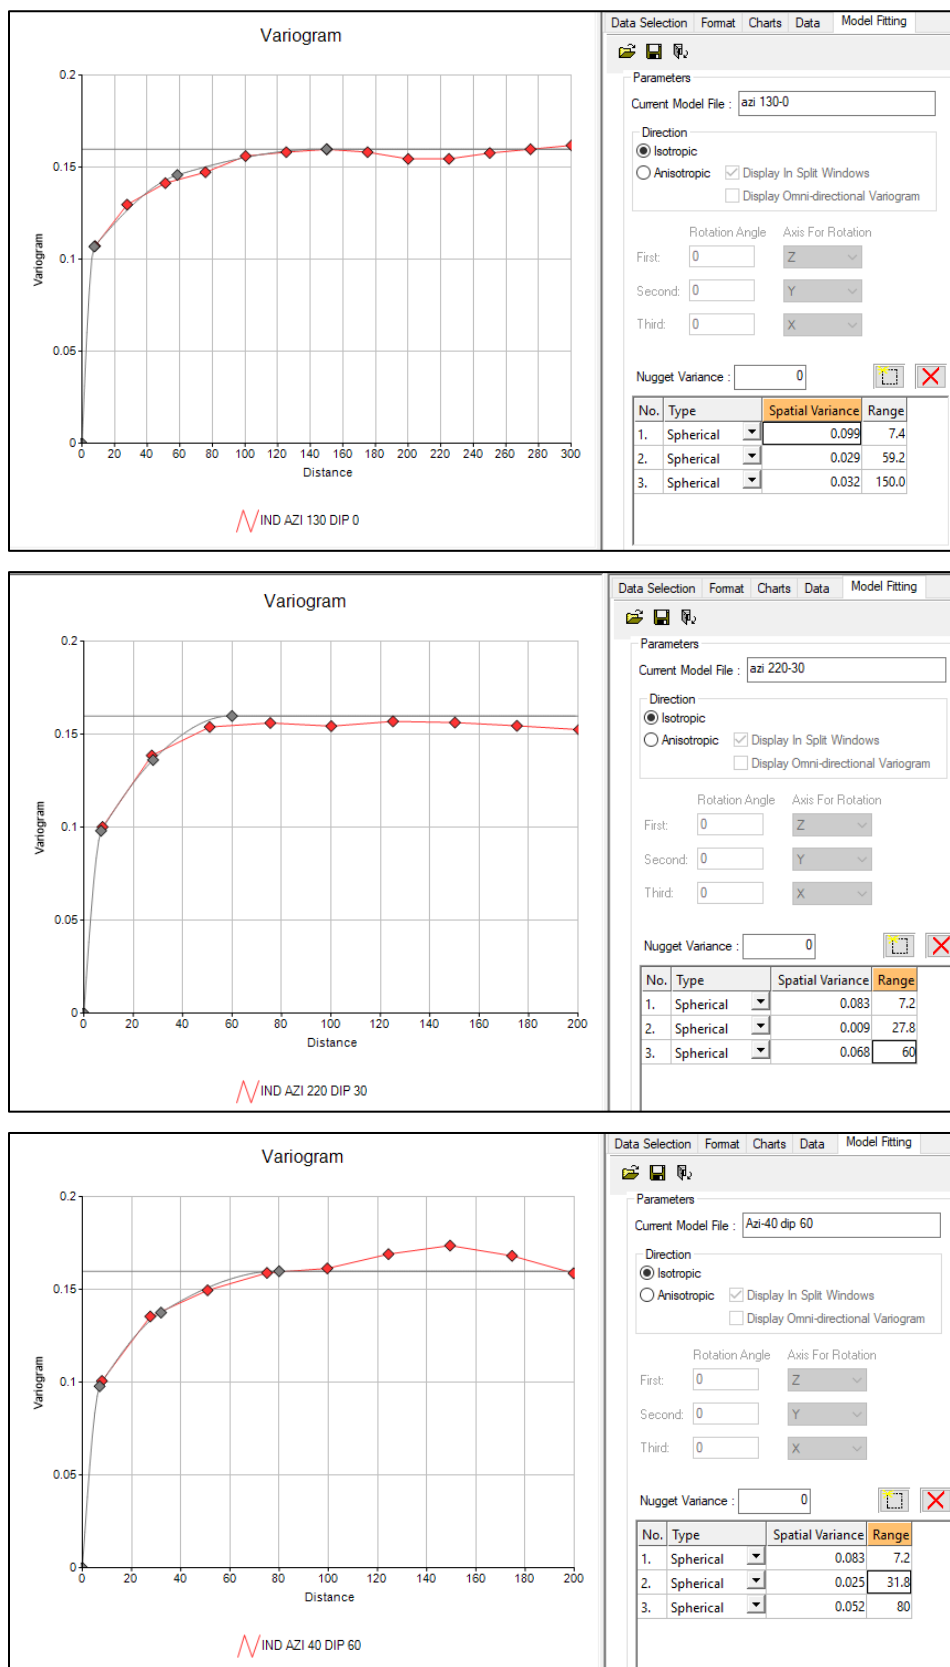 Variogram
0.2
0.15
0.1
0.05
0
Variogram
0 20 40 60 80 100 120 140 160 180 200 220 240 260 280 300
Distance
IND AZI 130 DIP 0
Data Selection Format Charts Data Model Fitting
Parameters
Current Model File : azi 130-0
Direction
Isotropic
Anisotropic Display In Split Windows
Display Omni-directional Variogram
Rotation Angle Axis For Rotation
First: 0 Z
Second: 0 Y
Third: 0 X
Nugget Variance : 0
No. Type Spatial Variance Range
1. Spherical 0.099 7.4
2. Spherical 0.029 59.2
3. Spherical 0.032 150.0
Variogram
0.2
0.15
0.1
0.05
0
Variogram
0 20 40 60 80 100 120 140 160 180 200
Distance
IND AZI 220 DIP 30
Data Selection Format Charts Data Model Fitting
Parameters
Current Model File : azi 220-30
Direction
Isotropic
Anisotropic Display In Split Windows
Display Omni-directional Variogram
Rotation Angle Axis For Rotation
First: 0 Z
Second: 0 Y
Third: 0 X
Nugget Variance : 0
No. Type Spatial Variance Range
1. Spherical 0.083 7.2
2. Spherical 0.009 27.8
3. Spherical 0.068 60
Variogram
0.2
0.15
0.1
0.05
0
Variogram
0 20 40 60 80 100 120 140 160 180 200
Distance
IND AZI 40 DIP 60
Data Selection Format Charts Data Model Fitting
Parameters
Current Model File : Azi-40 dip 60
Direction
Isotropic
Anisotropic Display In Split Windows
Display Omni-directional Variogram
Rotation Angle Axis For Rotation
First: 0 Z
Second: 0 Y
Third: 0 X
Nugget Variance : 0
No. Type Spatial Variance Range
1. Spherical 0.083 7.2
2. Spherical 0.025 31.8
3. Spherical 0.052 80